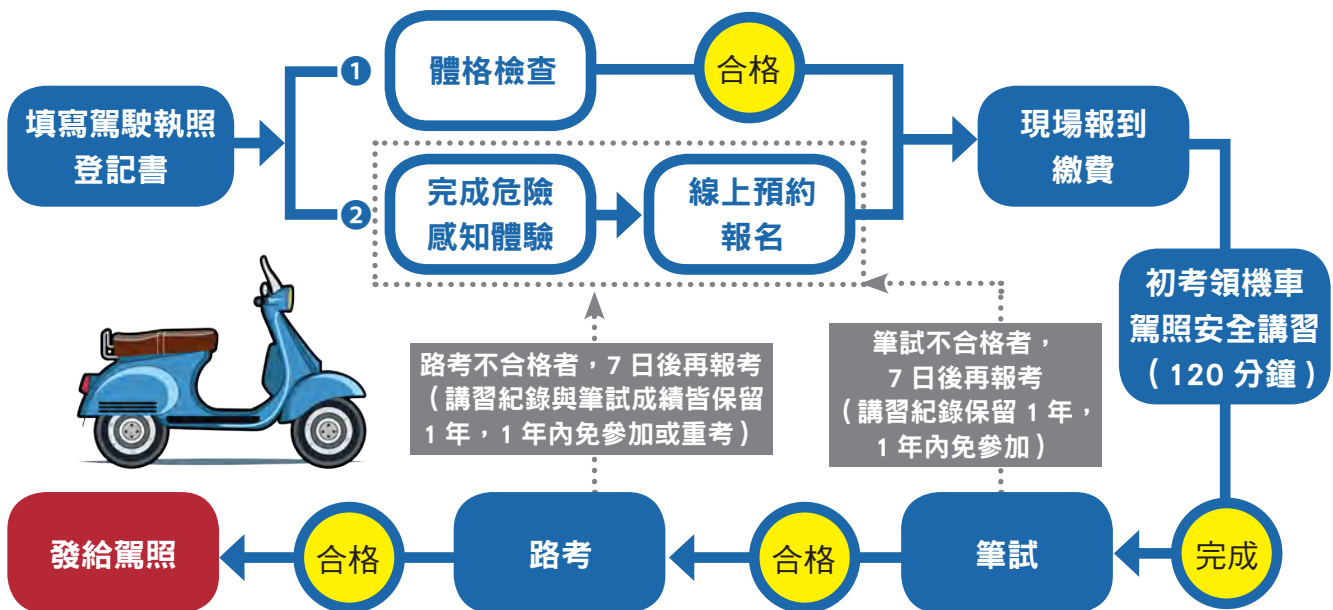 填寫駕駛執照
登記書
❶
體格檢查
合格
❷
完成危險
感知體驗
線上預約
報名
現場報到
繳費
初考領機車
駕照安全講習
（120 分鐘）
完成
筆試
筆試不合格者，
7 日後再報考
（講習紀錄保留 1 年，
1 年內免參加）
合格
路考
路考不合格者，7 日後再報考
（講習紀錄與筆試成績皆保留
1 年，1 年內免參加或重考）
合格
發給駕照